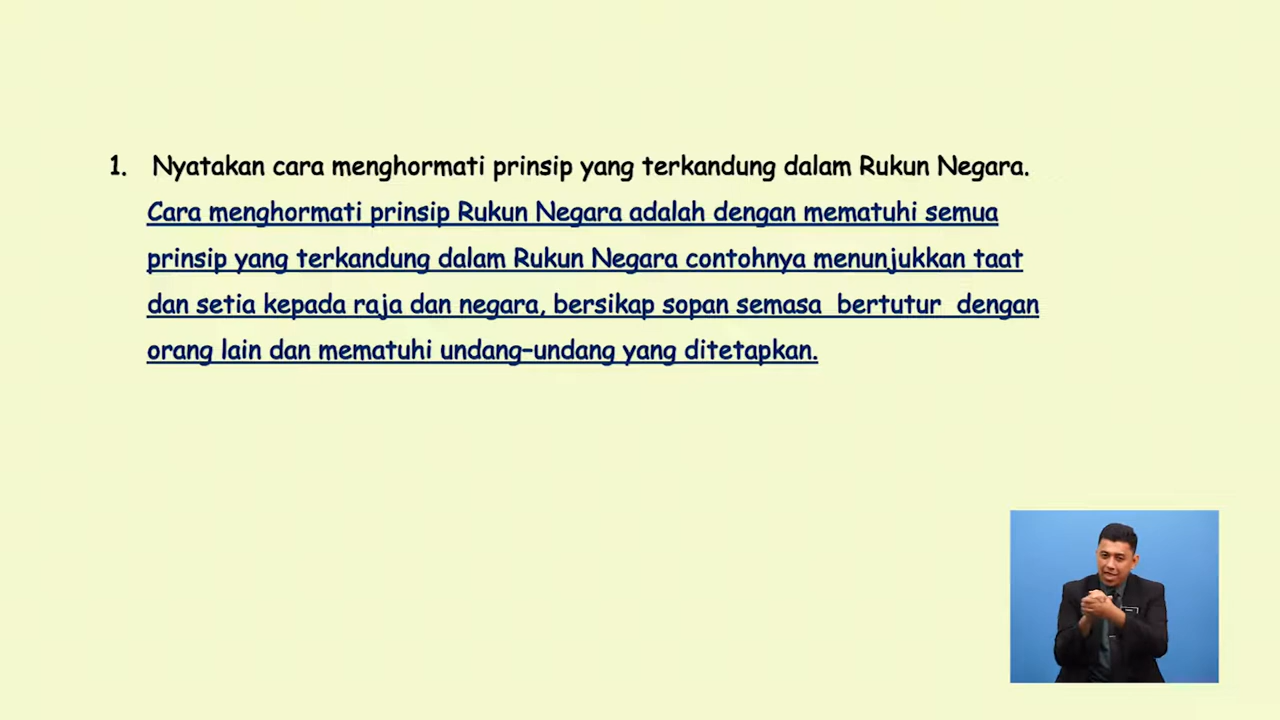 1. Nyatakan cara menghormati prinsip yang terkandung dalam Rukun Negara.
Cara menghormati prinsip Rukun Negara adalah dengan mematuhi semua
prinsip yang terkandung dalam Rukun Negara contohnya menunjukkan taat
dan setia kepada raja dan negara, bersikap sopan semasa bertutur dengan
orang lain dan mematuhi undang–undang yang ditetapkan.